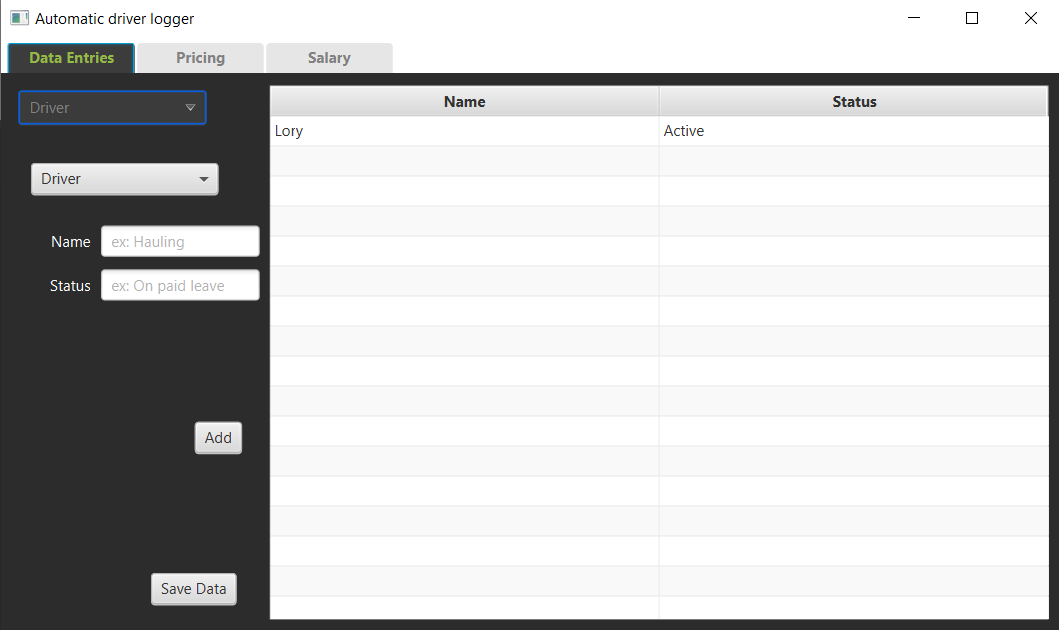 Automatic driver logger
Data Entries Pricing Salary
Driver
Driver
Name ex: Hauling
Status ex: On paid leave
Add
Save Data
Name Status
Lory Active